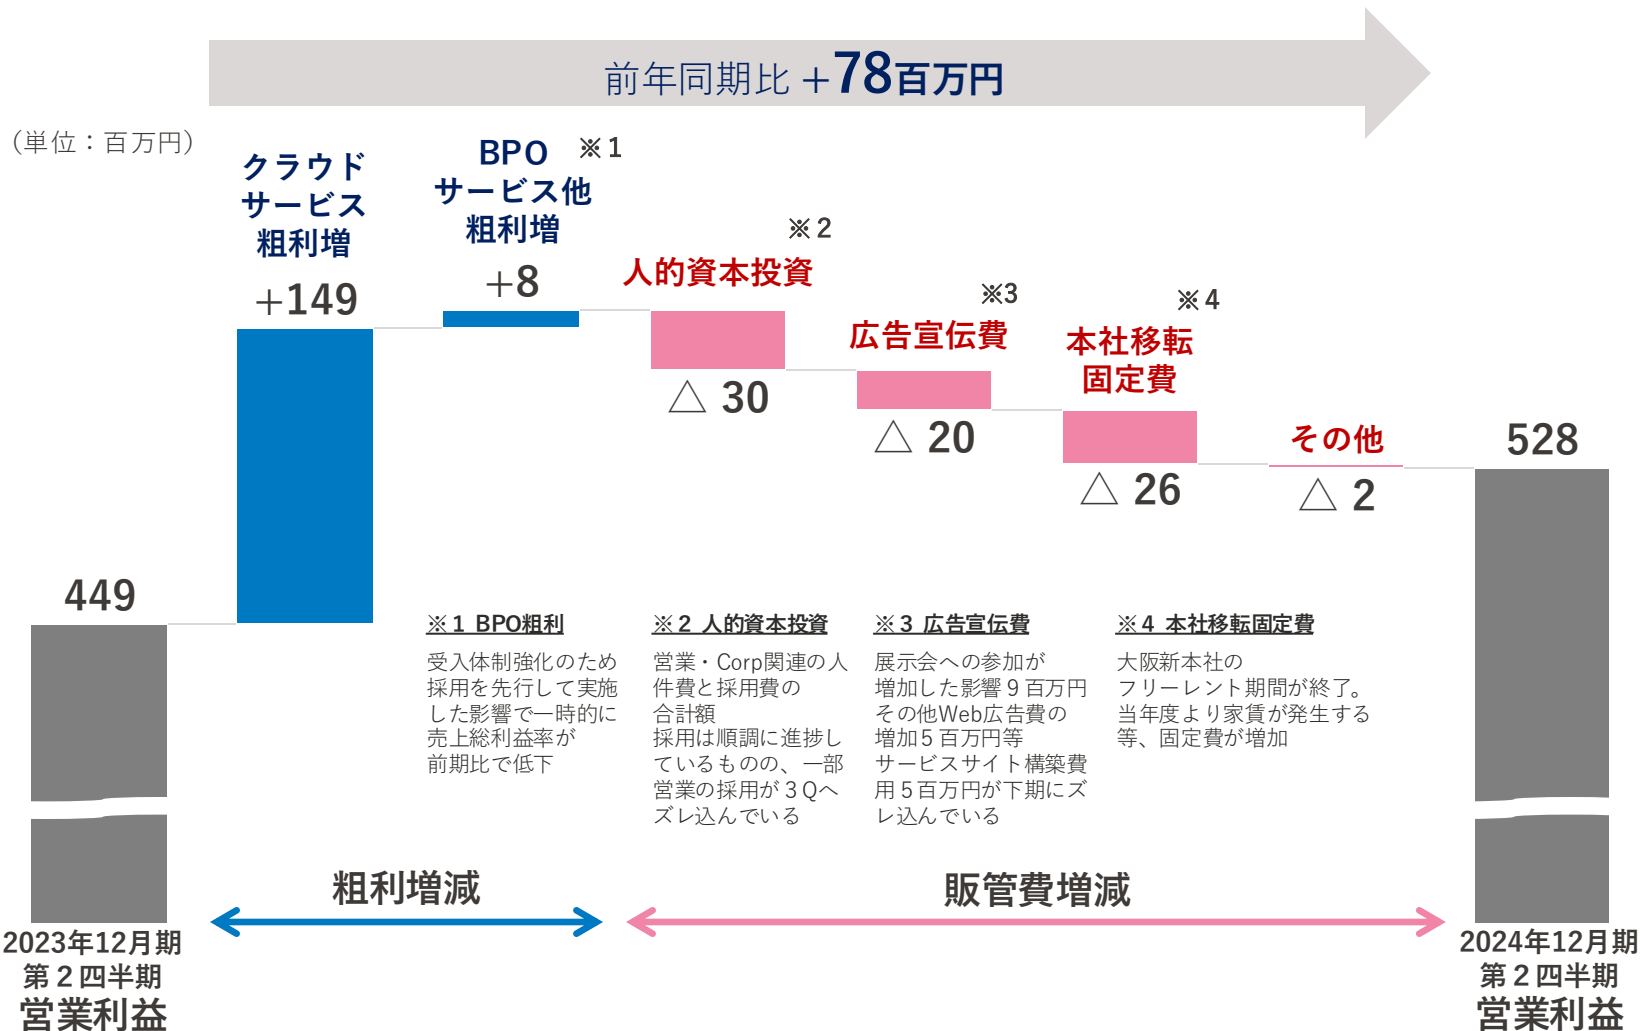 前年同期比 +78百万円
（単位：百万円）
クラウド
サービス
粗利増
+149
BPO
サービス他
粗利増
※1
+8
※2
人的資本投資
△ 30
※3
広告宣伝費
△ 20
※4
本社移転
固定費
△ 26
その他
△ 2
528
449
※1 BPO粗利
受入体制強化のため
採用を先行して実施
した影響で一時的に
売上総利益率が
前期比で低下
※2 人的資本投資
営業・Corp関連の人
件費と採用費の
合計額
採用は順調に進捗し
ているものの、一部
営業の採用が３Qへ
ズレ込んでいる
※3 広告宣伝費
展示会への参加が
増加した影響９百万円
その他Web広告費の
増加５百万円等
サービスサイト構築費
用５百万円が下期にズ
レ込んでいる
※4 本社移転固定費
大阪新本社の
フリーレント期間が終了。
当年度より家賃が発生する
等、固定費が増加
粗利増減
販管費増減
2023年12月期
第２四半期
営業利益
2024年12月期
第２四半期
営業利益